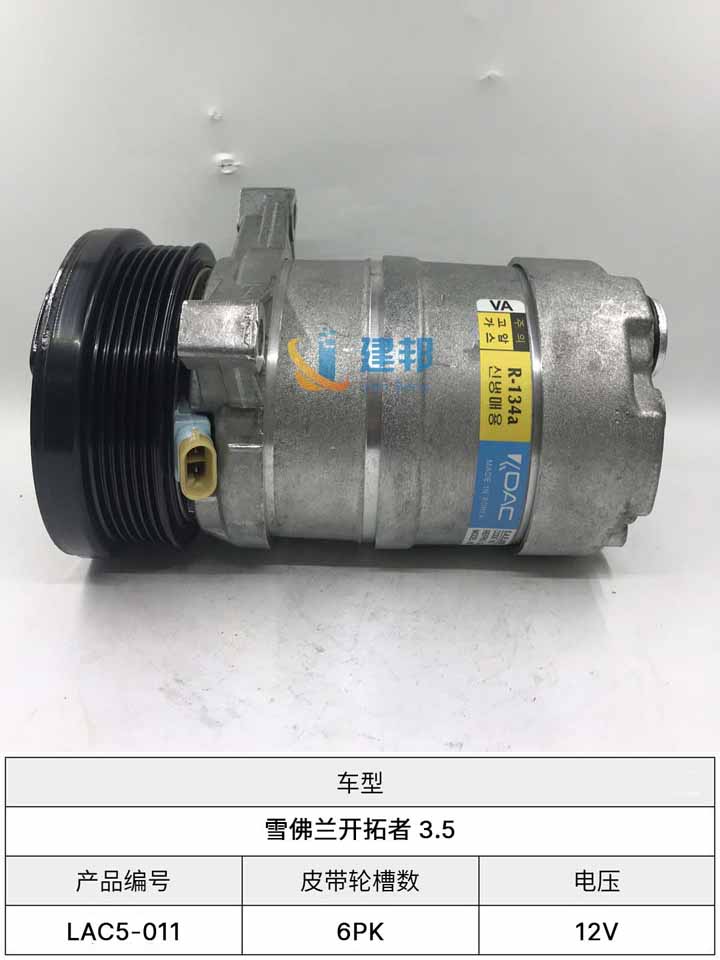 VA
주의
고압
가스
R-134a
신냉매용
KDAC
MADE IN KOREA
建邦
车型
雪佛兰开拓者 3.5
产品编号 皮带轮槽数 电压
LAC5-011 6PK 12V